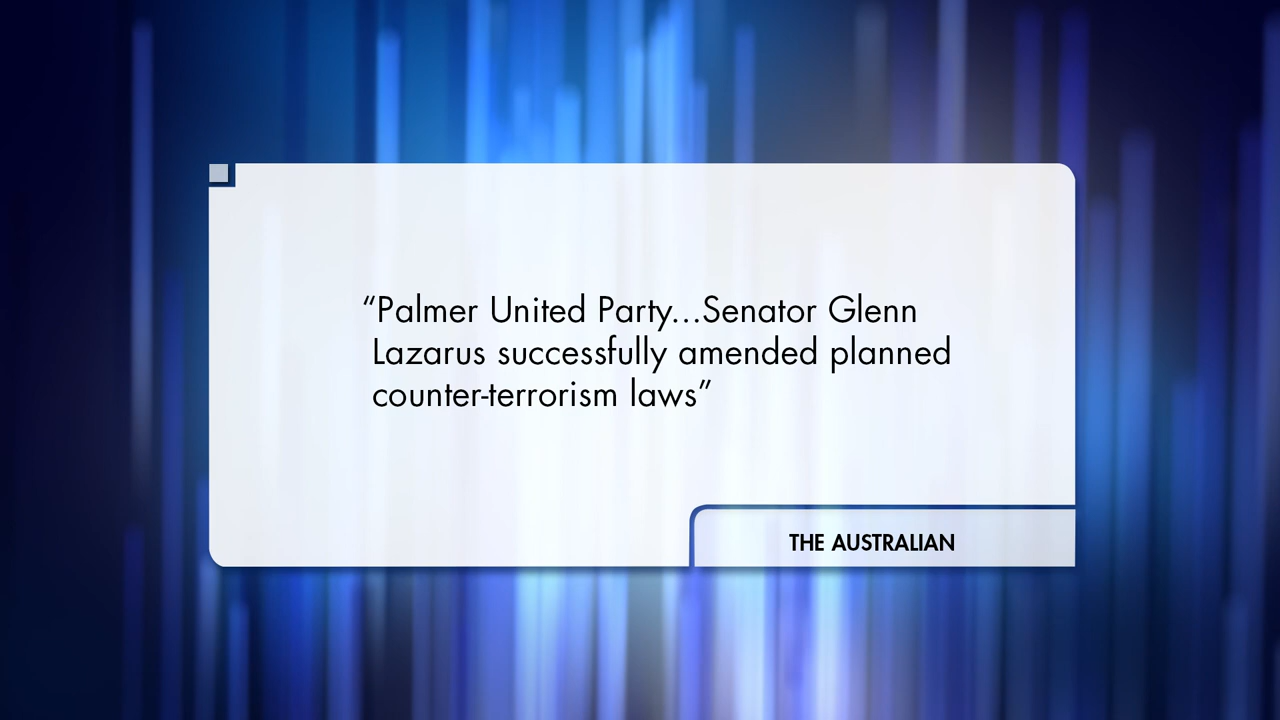 “Palmer United Party...Senator Glenn
Lazarus successfully amended planned
counter-terrorism laws”
THE AUSTRALIAN